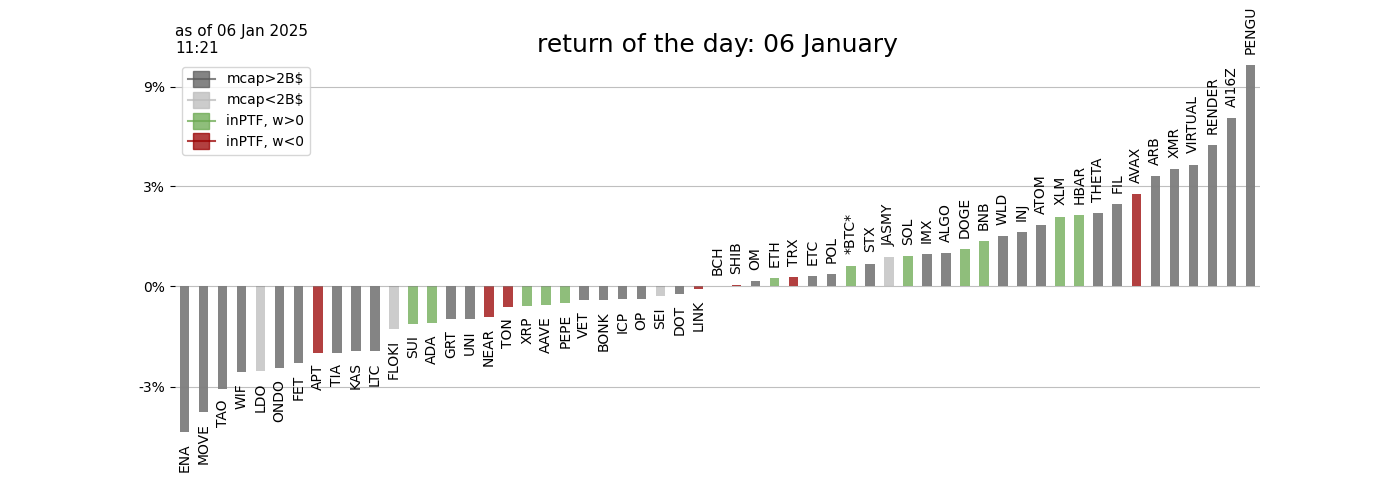 as of 06 Jan 2025
11:21
return of the day: 06 January
mcap>2B$
mcap<2B$
inPTF, w>0
inPTF, w<0
9%
3%
0%
-3%
ENA
MOVE
TAO
WIF
LDO
ONDO
FET
APT
TIA
KAS
LTC
FLOKI
SUI
ADA
GRT
UNI
NEAR
TON
XRP
AAVE
PEPE
VET
BONK
ICP
OP
SEI
DOT
LINK
BCH
SHIB
OM
ETH
TRX
ETC
POL
*BTC*
STX
JASMY
SOL
IMX
ALGO
DOGE
BNB
WLD
INJ
ATOM
XLM
HBAR
THETA
FIL
AVAX
ARB
XMR
VIRTUAL
RENDER
AI16Z
PENGU